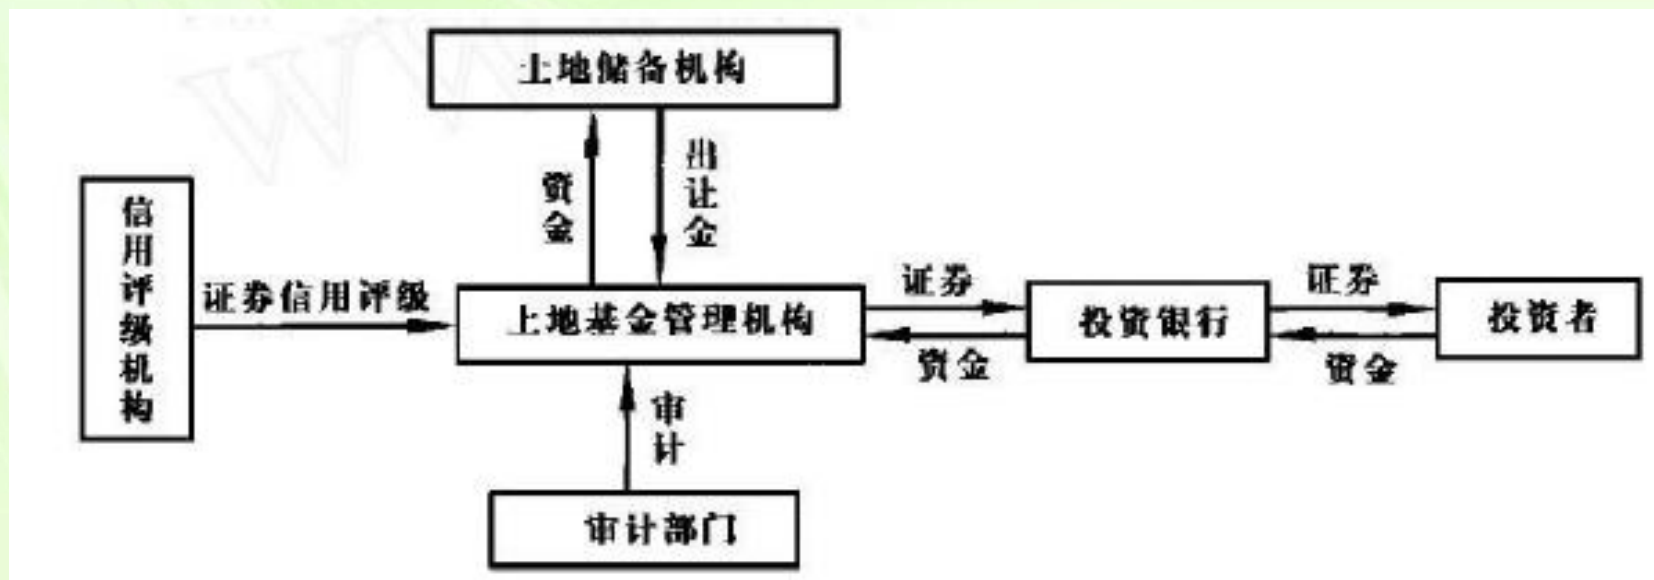 土地储备机构
资金
出让金
信用评级机构
证券信用评级
土地基金管理机构
证券
资金
投资银行
证券
资金
投资者
审计
审计部门